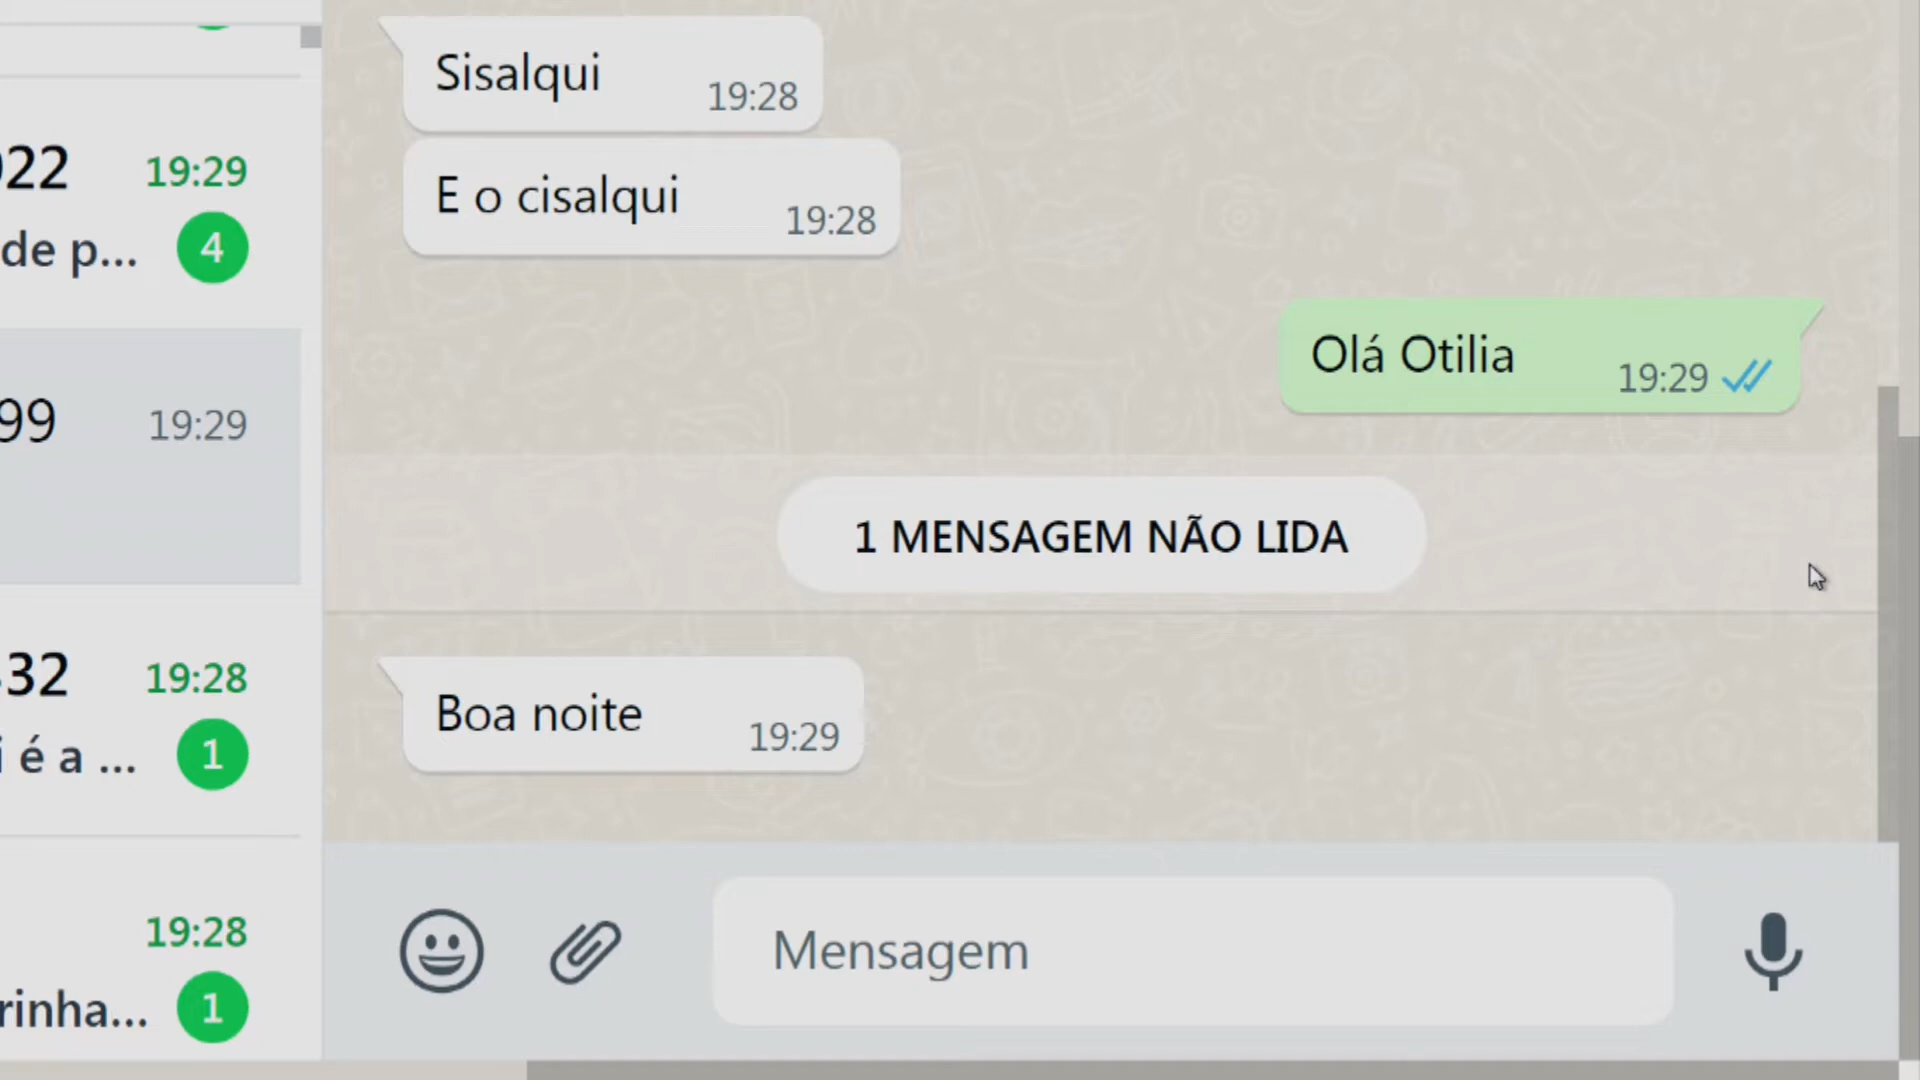 Sisalqui
19:28
E o cisalqui
19:28
Olá Otilia
19:29
1 MENSAGEM NÃO LIDA
Boa noite
19:29
Mensagem
022
19:29
de p...
4
99
19:29
32
19:28
i é a ...
1
19:28
rinha...
1